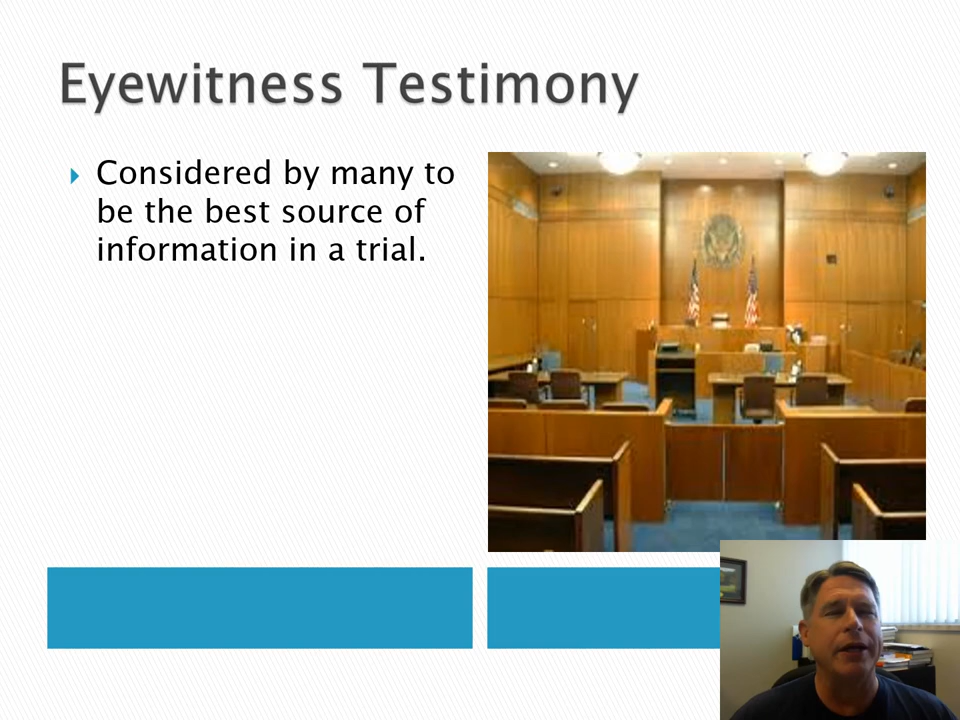 Eyewitness Testimony
Considered by many to
be the best source of
information in a trial.